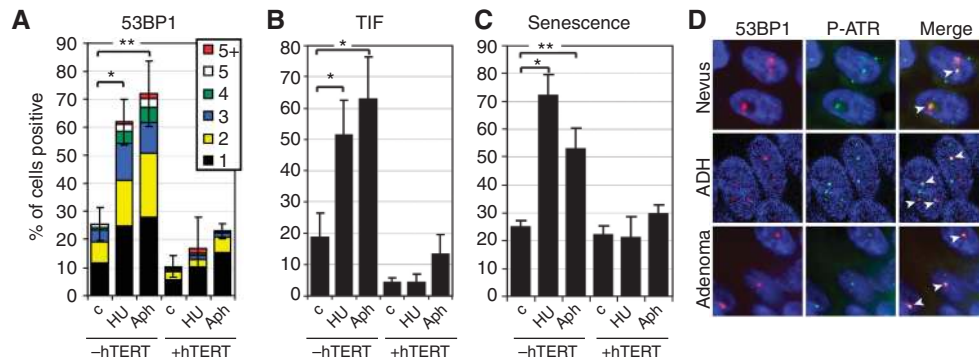 A
53BP1
% of cells positive
90
80
70
60
50
40
30
20
10
0
**
*
5+
5
4
3
2
1
c
HU
Aph
c
HU
Aph
–hTERT
+hTERT
B
TIF
80
70
60
50
40
30
20
10
0
*
*
c
HU
Aph
c
HU
Aph
–hTERT
+hTERT
C
Senescence
90
80
70
60
50
40
30
20
10
0
**
*
c
HU
Aph
c
HU
Aph
–hTERT
+hTERT
D
53BP1 P-ATR Merge
Nevus
ADH
Adenoma